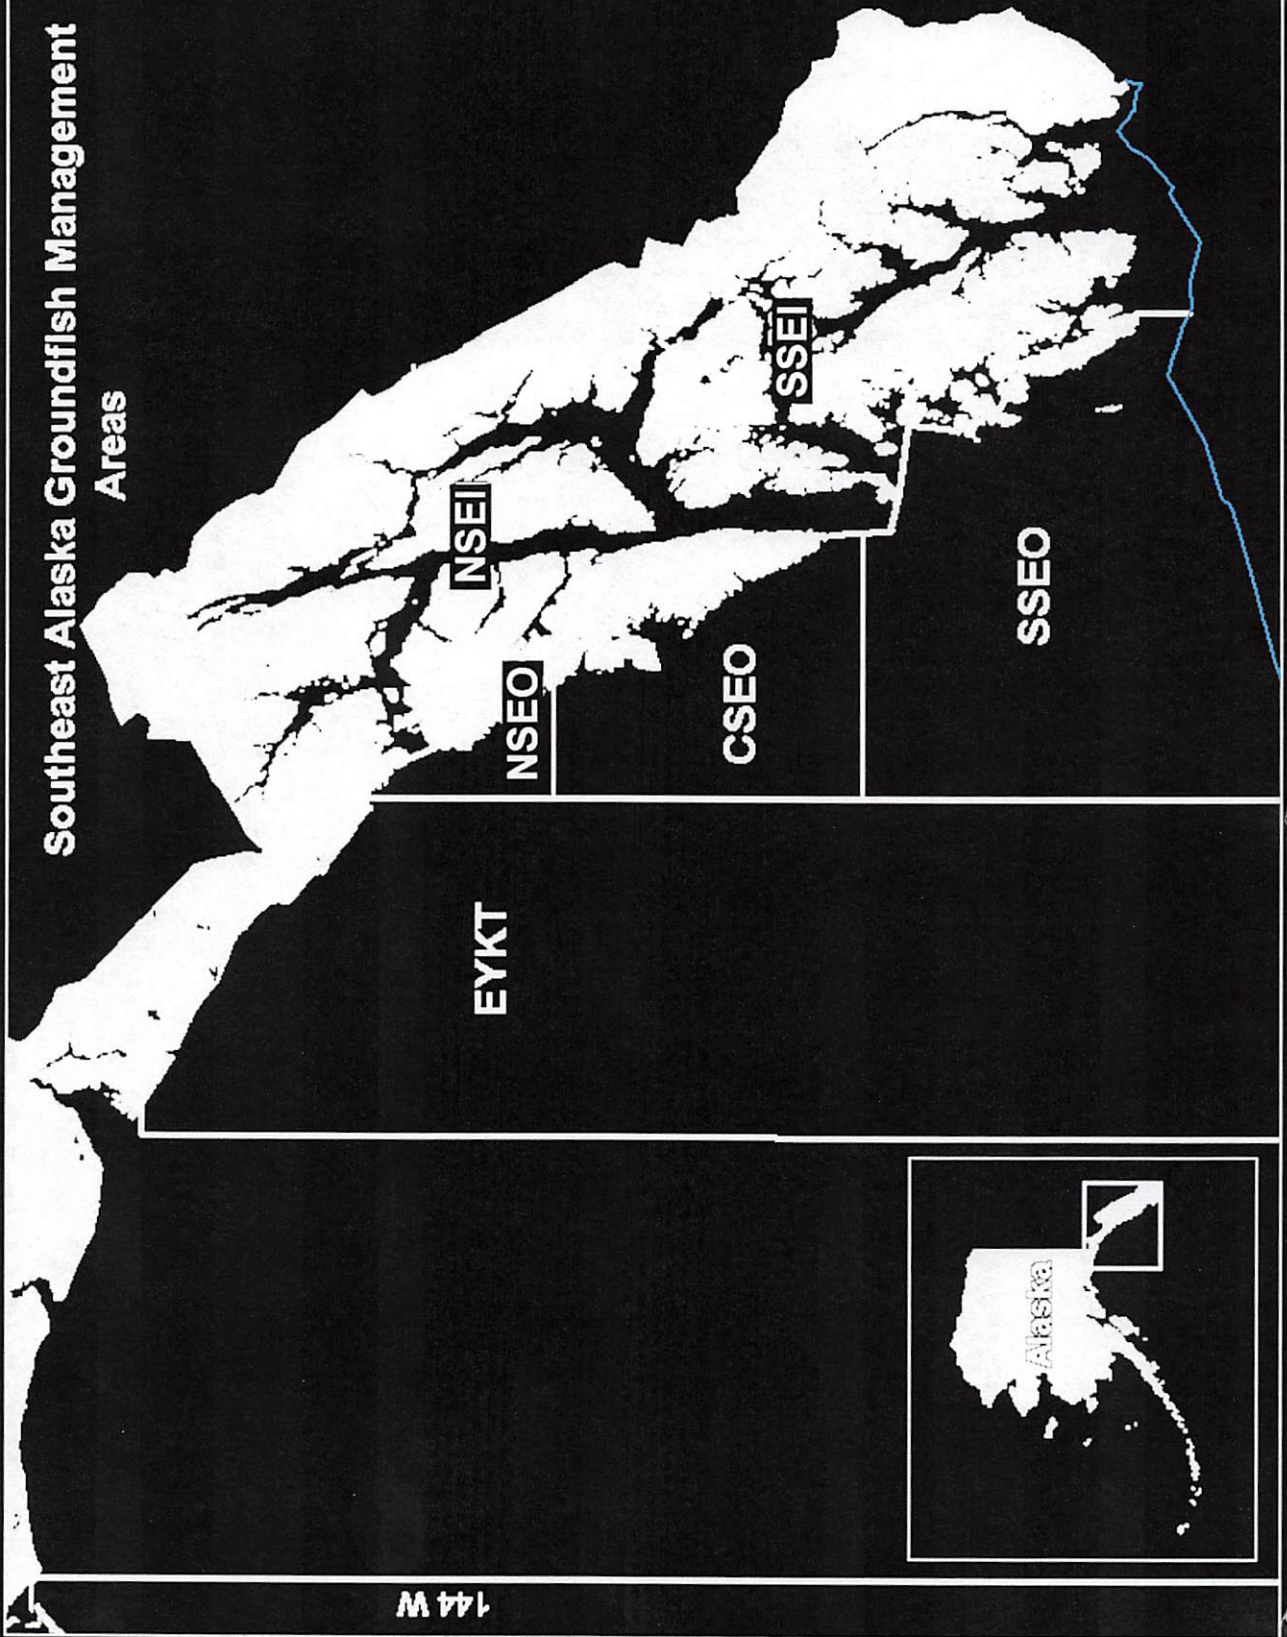 Southeast Alaska Groundfish Management
Areas
NSEI
SSEI
NSEO
CSEO
SSEO
EYKT
Alaska
144 W